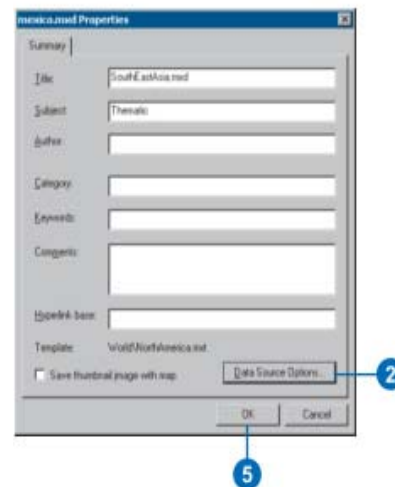 mexico.mxd Properties
Summary
Title: SouthEastAsia.mxd
Subject: Thematic
Author:
Category:
Keywords:
Comments:
Hyperlink base:
Template: \World\NorthAmerica.mxt
Save thumbnail image with map
Data Source Options...
2
OK Cancel
5